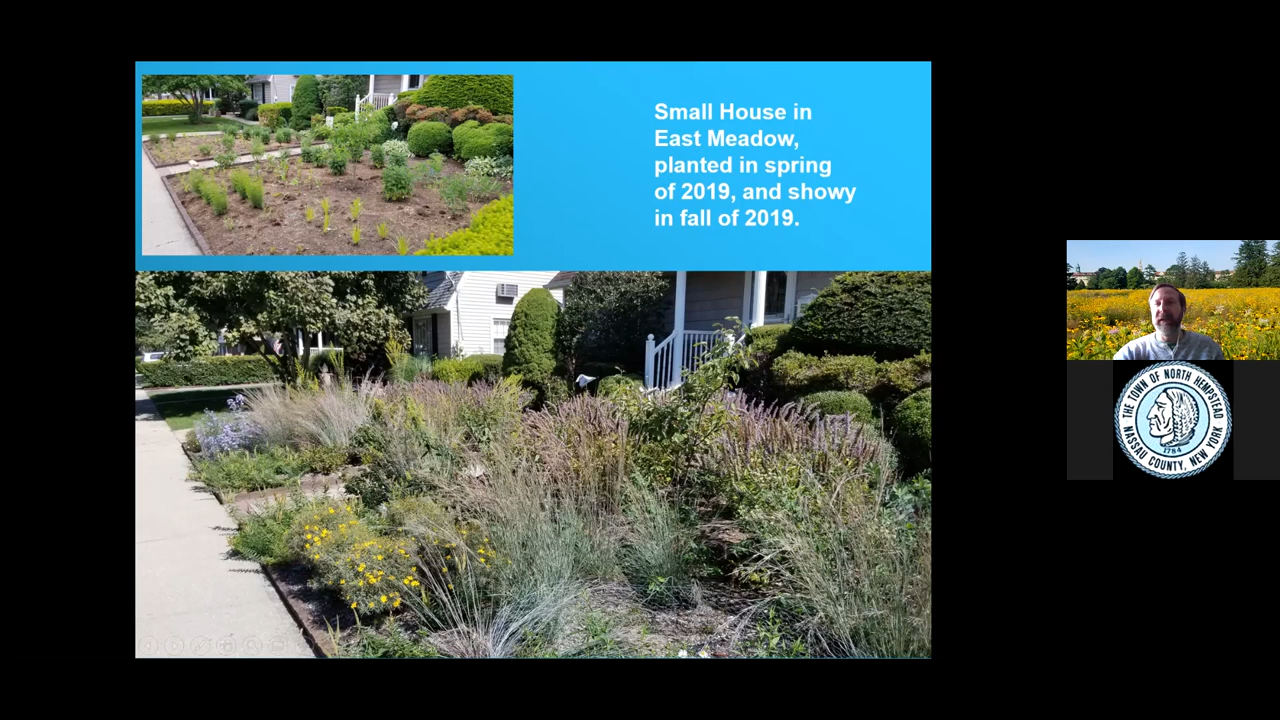 Small House in
East Meadow,
planted in spring
of 2019, and showy
in fall of 2019.
THE TOWN OF NORTH HEMPSTEAD
NASSAU COUNTY, NEW YORK
1784